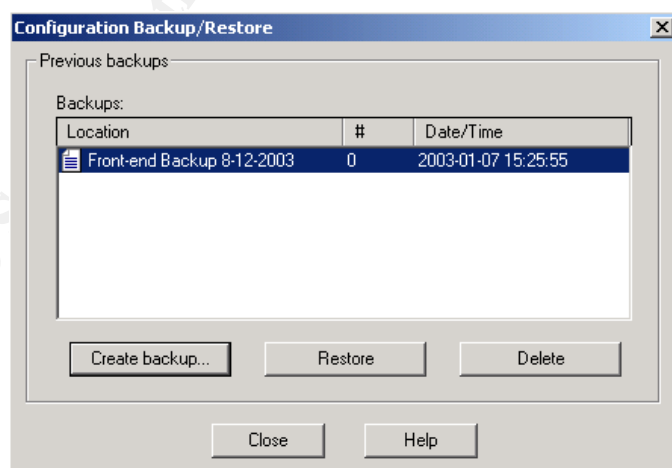 Configuration Backup/Restore
Previous backups
Backups:
Location # Date/Time
Front-end Backup 8-12-2003 0 2003-01-07 15:25:55
Create backup... Restore Delete
Close Help